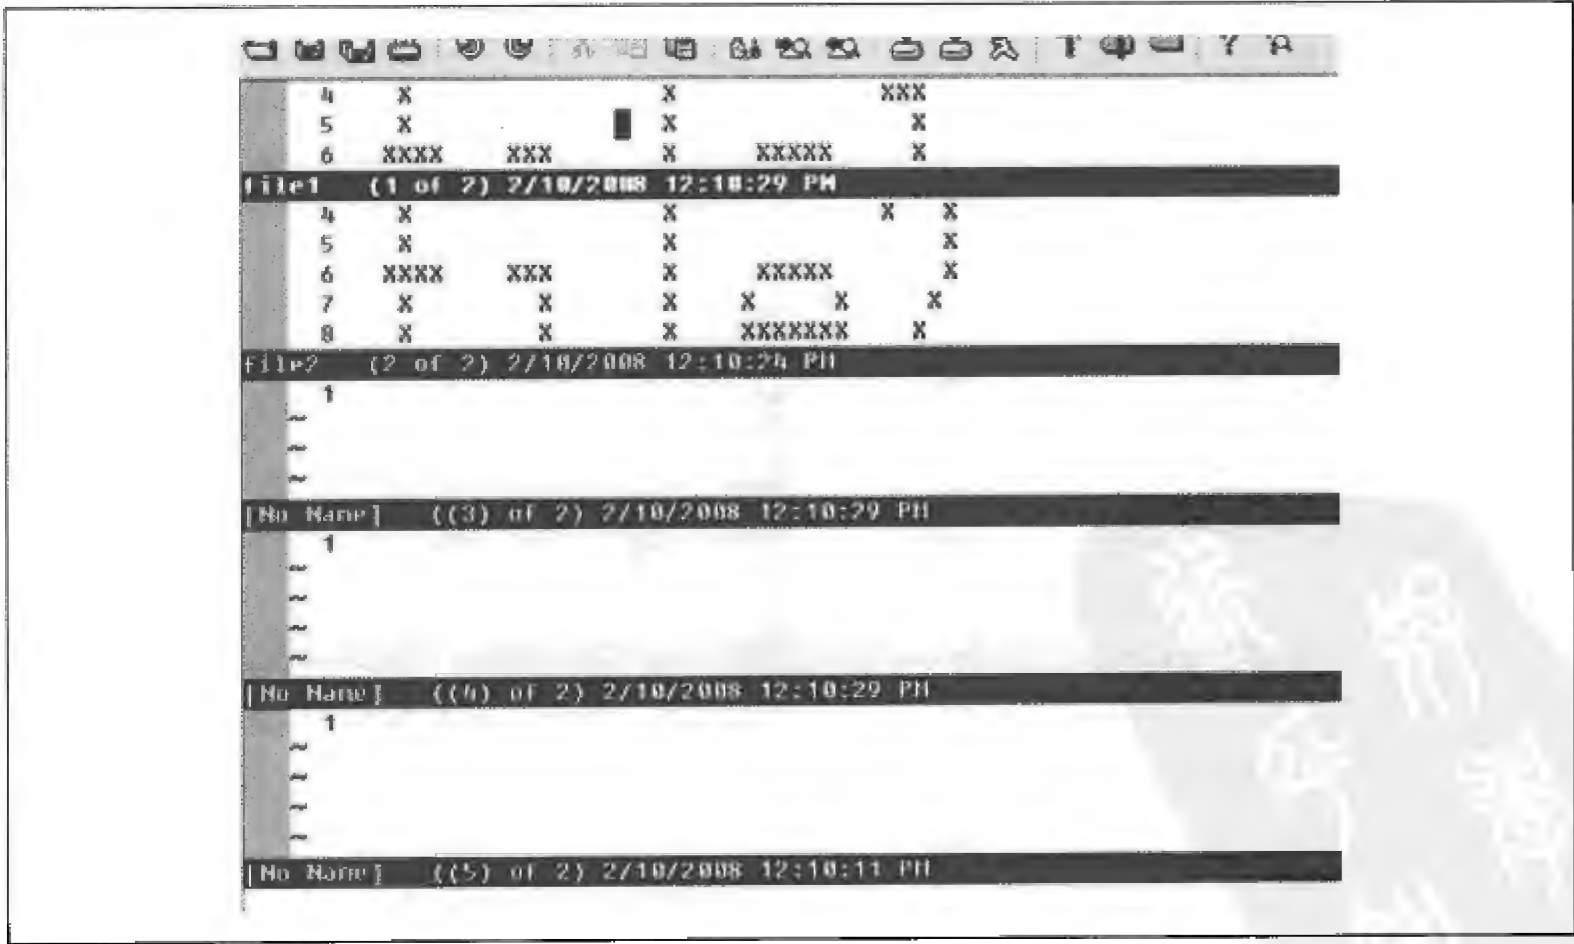 4 X X XXX
5 X X X
6 XXXX XXX X XXXXX X
file1 (1 of 2) 2/10/2008 12:10:29 PM
4 X X X X
5 X X X
6 XXXX XXX X XXXXX X
7 X X X X X X
8 X X X XXXXXXX X
file2 (2 of 2) 2/10/2008 12:10:24 PM
1
~
~
~
[No Name] ((3) of 2) 2/10/2008 12:10:29 PM
1
~
~
~
~
[No Name] ((4) of 2) 2/10/2008 12:10:29 PM
1
~
~
~
~
[No Name] ((5) of 2) 2/10/2008 12:10:11 PM